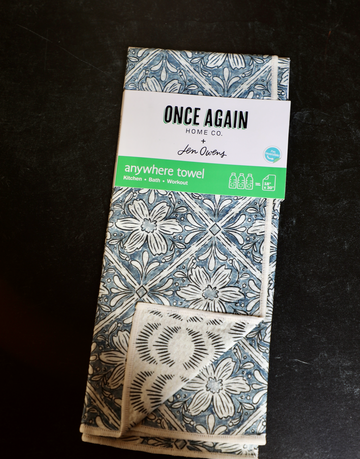 ONCE AGAIN
HOME CO.
+
Jen Owens
anywhere towel
Kitchen + Bath + Workout